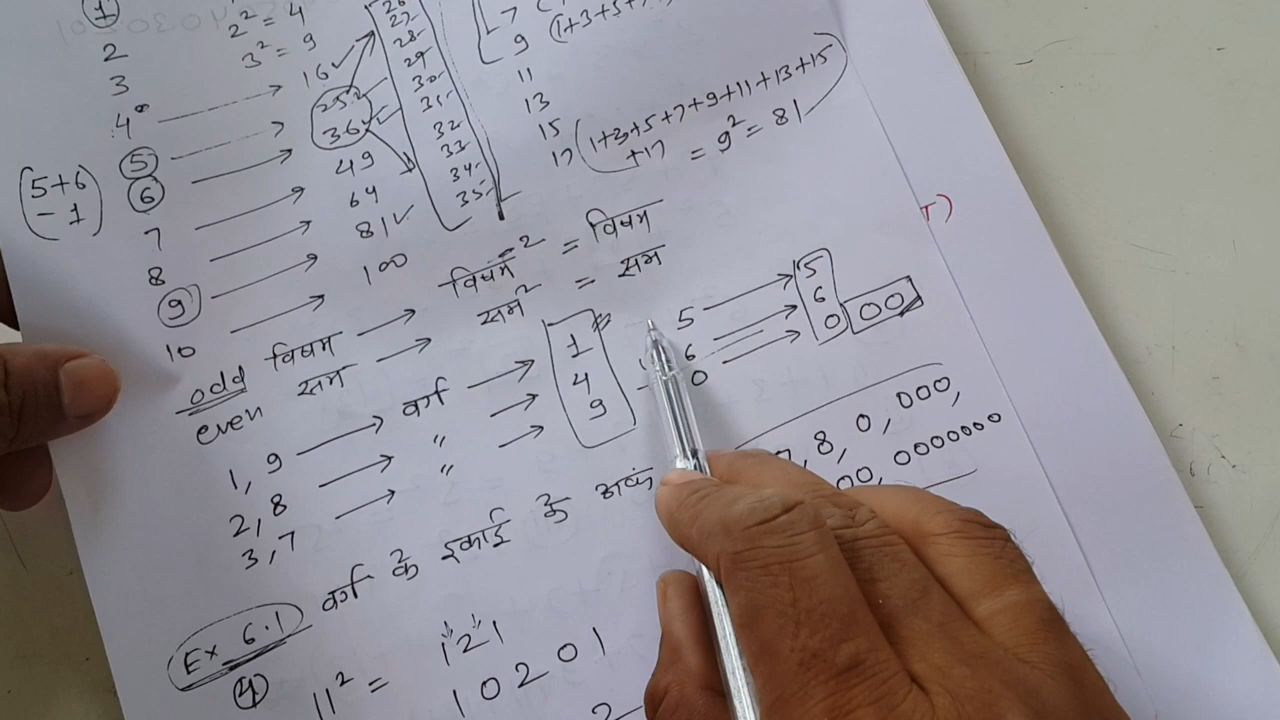 1
2 2² = 4
3 3² = 9
4 16
5 25
6 36
7 49
8 64
9 81
10 100
(5+6
- 1)
27
28
29
30
31
32
33
34
35
7
9 (1+3+5+7
11
13
15
17 (1+3+5+7+9+11+13+15
+17 = 9² = 81
odd विषम → विषम² = विषम
even सम → सम² = सम
1, 9 → वर्ग → 1
2, 8 → " → 4
3, 7 → " → 9
5 → 5
6 → 6
0 → 0 00
वर्ग के इकाई के अंक
, 8, 0, 000,
00, 0000000
Ex 6.1
4
11² = 121
10201